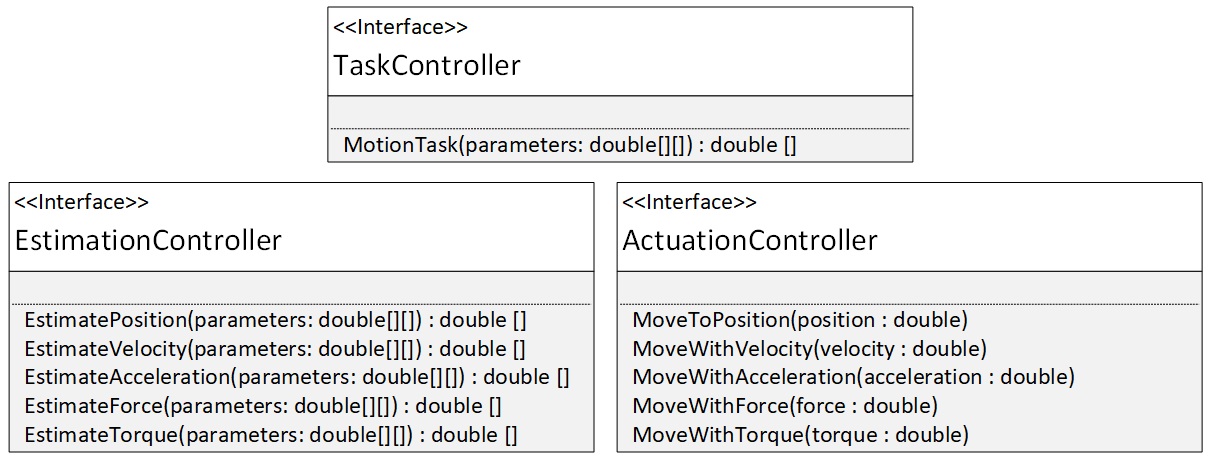 <<Interface>>
TaskController
MotionTask(parameters: double[][]) : double []
<<Interface>>
EstimationController
EstimatePosition(parameters: double[][]) : double []
EstimateVelocity(parameters: double[][]) : double []
EstimateAcceleration(parameters: double[][]) : double []
EstimateForce(parameters: double[][]) : double []
EstimateTorque(parameters: double[][]) : double []
<<Interface>>
ActuationController
MoveToPosition(position : double)
MoveWithVelocity(velocity : double)
MoveWithAcceleration(acceleration : double)
MoveWithForce(force : double)
MoveWithTorque(torque : double)